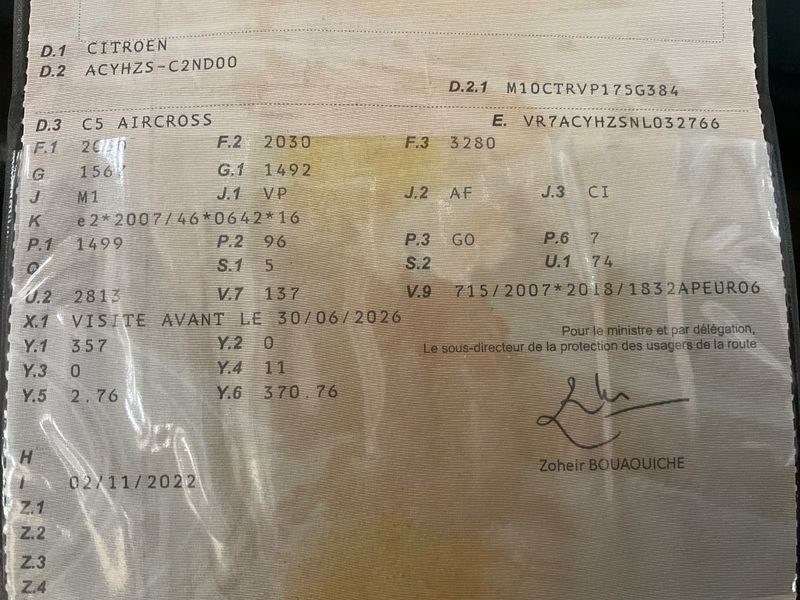 D.1 CITROEN
D.2 ACYHZS-C2ND00
D.2.1 M10CTRVP175G384
D.3 C5 AIRCROSS E. VR7ACYHZSNL032766
F.1 F.2 2030 F.3 3280
G 1567 G.1 1492
J M1 J.1 VP J.2 AF J.3 CI
K e2*2007/46*0642*16
P.1 1499 P.2 96 P.3 GO P.6 7
Q S.1 5 S.2 U.1 74
U.2 2813 V.7 137 V.9 715/2007*2018/1832APEURO6
X.1 VISITE AVANT LE 30/06/2026
Pour le ministre et par délégation,
Y.1 357 Y.2 0
Le sous-directeur de la protection des usagers de la route
Y.3 0 Y.4 11
Y.5 2.76 Y.6 370.76
Zoheir BOUAOUICHE
H
I 02/11/2022
Z.1
Z.2
Z.3
Z.4